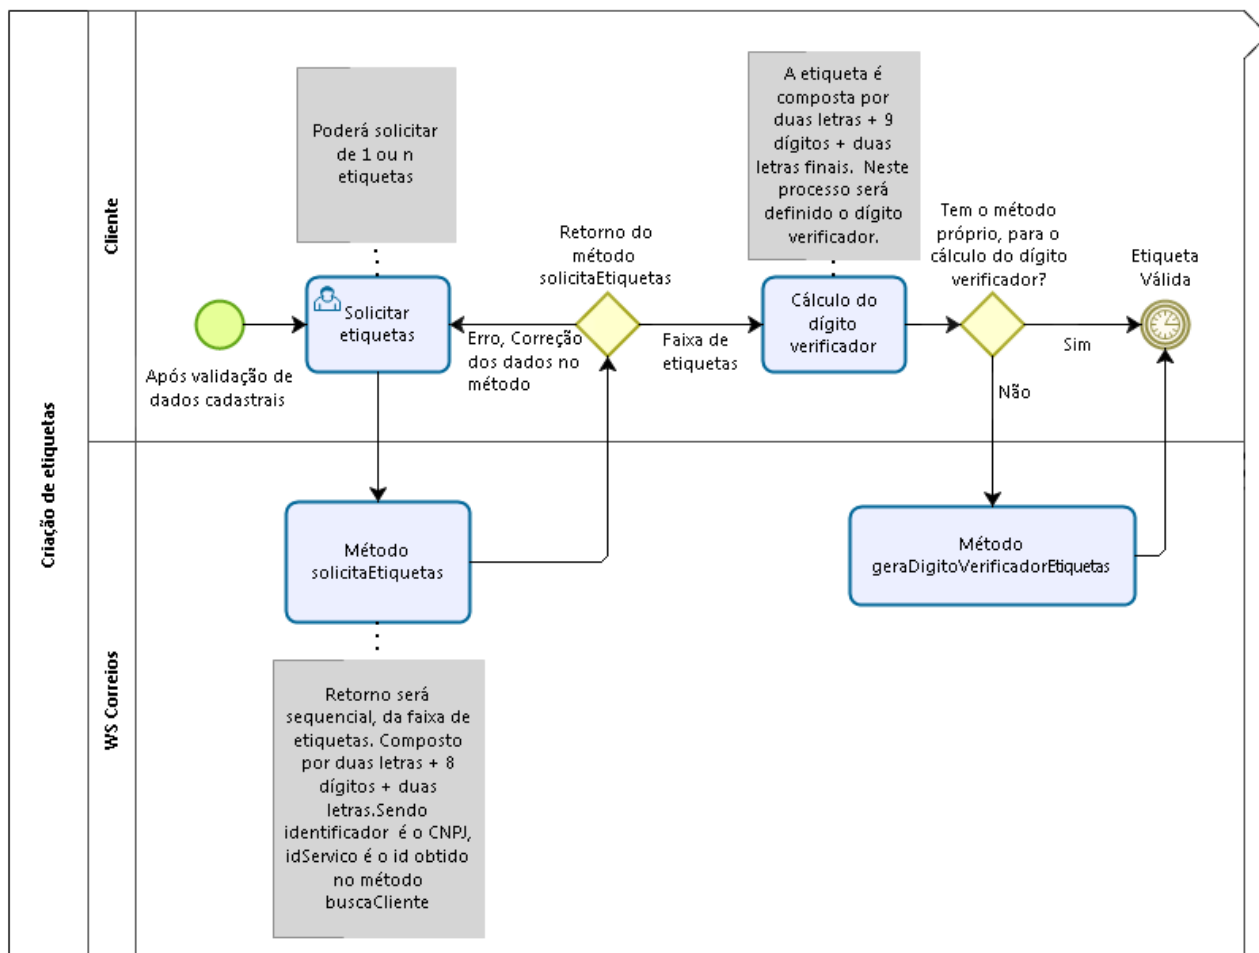 Criação de etiquetas
Cliente
Poderá solicitar
de 1 ou n
etiquetas
A etiqueta é
composta por
duas letras + 9
dígitos + duas
letras finais.  Neste
processo será
definido o dígito
verificador.
Após validação de
dados cadastrais
Solicitar
etiquetas
Retorno do
método
solicitaEtiquetas
Erro, Correção
dos dados no
método
Faixa de
etiquetas
Cálculo do
dígito
verificador
Tem o método
próprio, para o
cálculo do dígito
verificador?
Sim
Não
Etiqueta
Válida
WS Correios
Método
solicitaEtiquetas
Retorno será
sequencial, da faixa de
etiquetas. Composto
por duas letras + 8
dígitos + duas
letras.Sendo
identificador  é o CNPJ,
idServico é o id obtido
no método
buscaCliente
Método
geraDigitoVerificadorEtiquetas